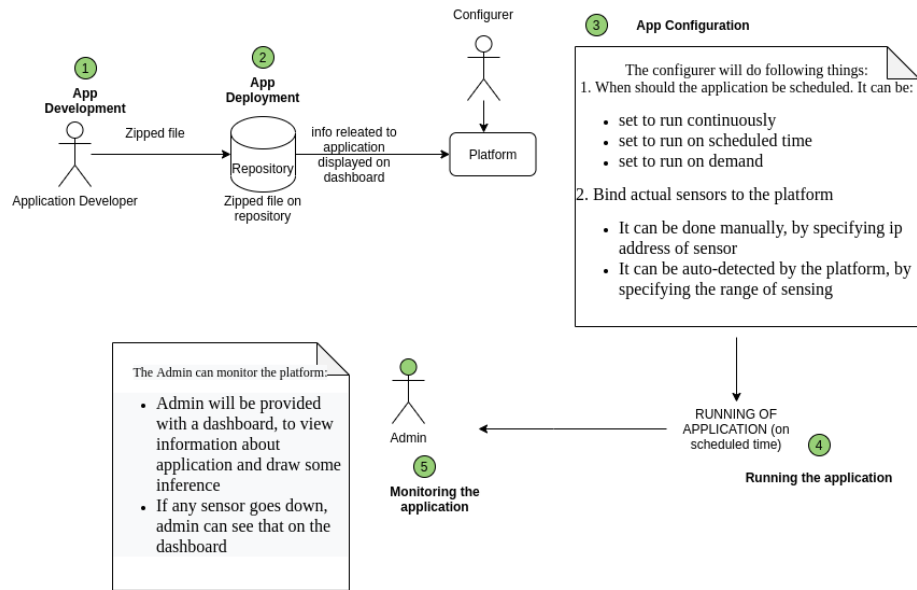 Configurer
3
App Configuration
1
App
Development
2
App
Deployment
Zipped file
Repository
info releated to
application
displayed on
dashboard
Platform
Application Developer
Zipped file on
repository
The configurer will do following things:
1. When should the application be scheduled. It can be:
• set to run continuously
• set to run on scheduled time
• set to run on demand
2. Bind actual sensors to the platform
• It can be done manually, by specifying ip
address of sensor
• It can be auto-detected by the platform, by
specifying the range of sensing
RUNNING OF
APPLICATION (on
scheduled time)
4
Running the application
Admin
5
Monitoring the
application
The Admin can monitor the platform:
• Admin will be provided
with a dashboard, to view
information about
application and draw some
inference
• If any sensor goes down,
admin can see that on the
dashboard